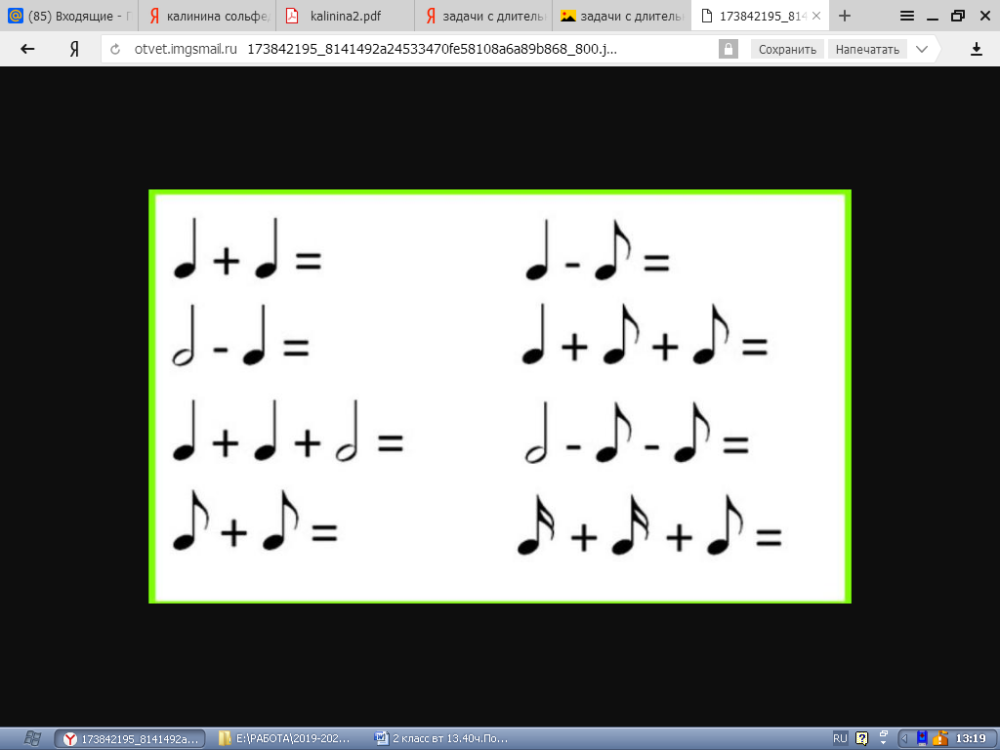 (85) Входящие - П
калинина сольфе
kalinina2.pdf
задачи с длитель
задачи с длитель
173842195_814
otvet.imgsmail.ru 173842195_8141492a24533470fe58108a6a89b868_800.j...
Сохранить
Напечатать
+ =
- =
- =
+ + =
+ + =
- - =
+ =
+ + =
173842195_8141492a...
E:\РАБОТА\2019-202...
2 класс вт 13.40ч.По...
RU
13:19